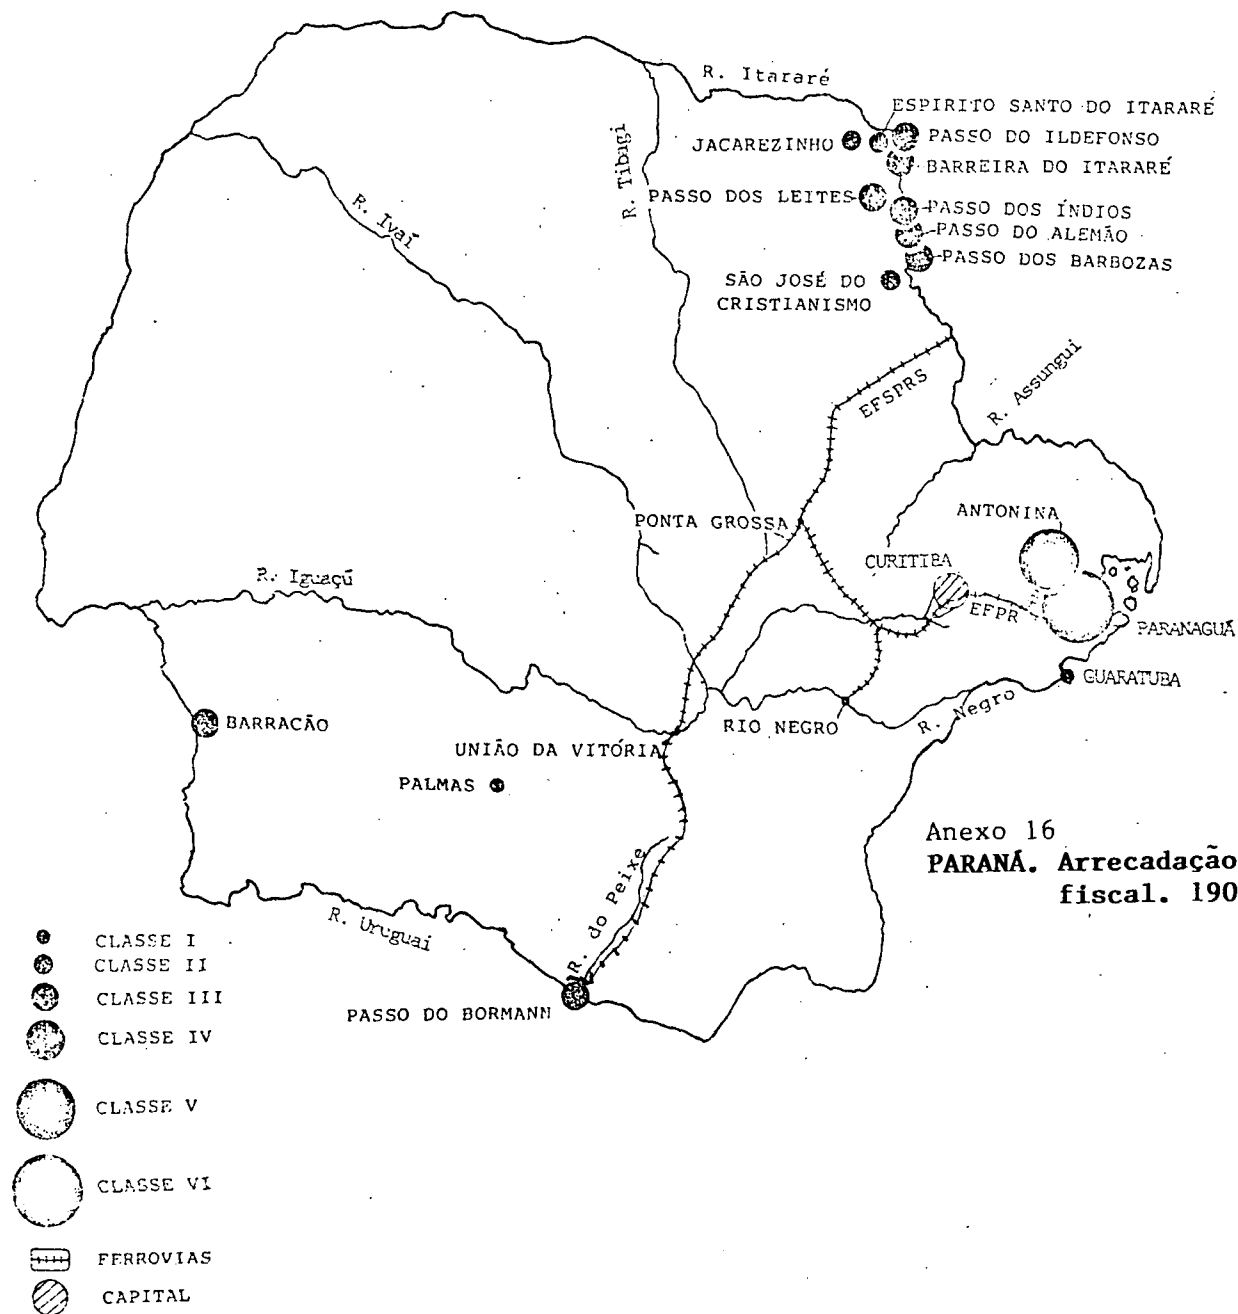 R. Itararé
ESPIRITO SANTO DO ITARARÉ
PASSO DO ILDEFONSO
JACAREZINHO
BARREIRA DO ITARARÉ
R. Tibagi
PASSO DOS LEITES
PASSO DOS ÍNDIOS
R. Ivaí
PASSO DO ALEMÃO
PASSO DOS BARBOZAS
SÃO JOSÉ DO
CRISTIANISMO
EFSPRS
R. Assungui
PONTA GROSSA
ANTONINA
CURITIBA
R. Iguaçú
EFPR
PARANAGUÁ
GUARATUBA
BARRACÃO
RIO NEGRO
R. Negro
UNIÃO DA VITÓRIA
PALMAS
Anexo 16
PARANÁ. Arrecadação
fiscal. 190
R. do Peixe
R. Uruguai
PASSO DO BORMANN
CLASSE I
CLASSE II
CLASSE III
CLASSE IV
CLASSE V
CLASSE VI
FERROVIAS
CAPITAL